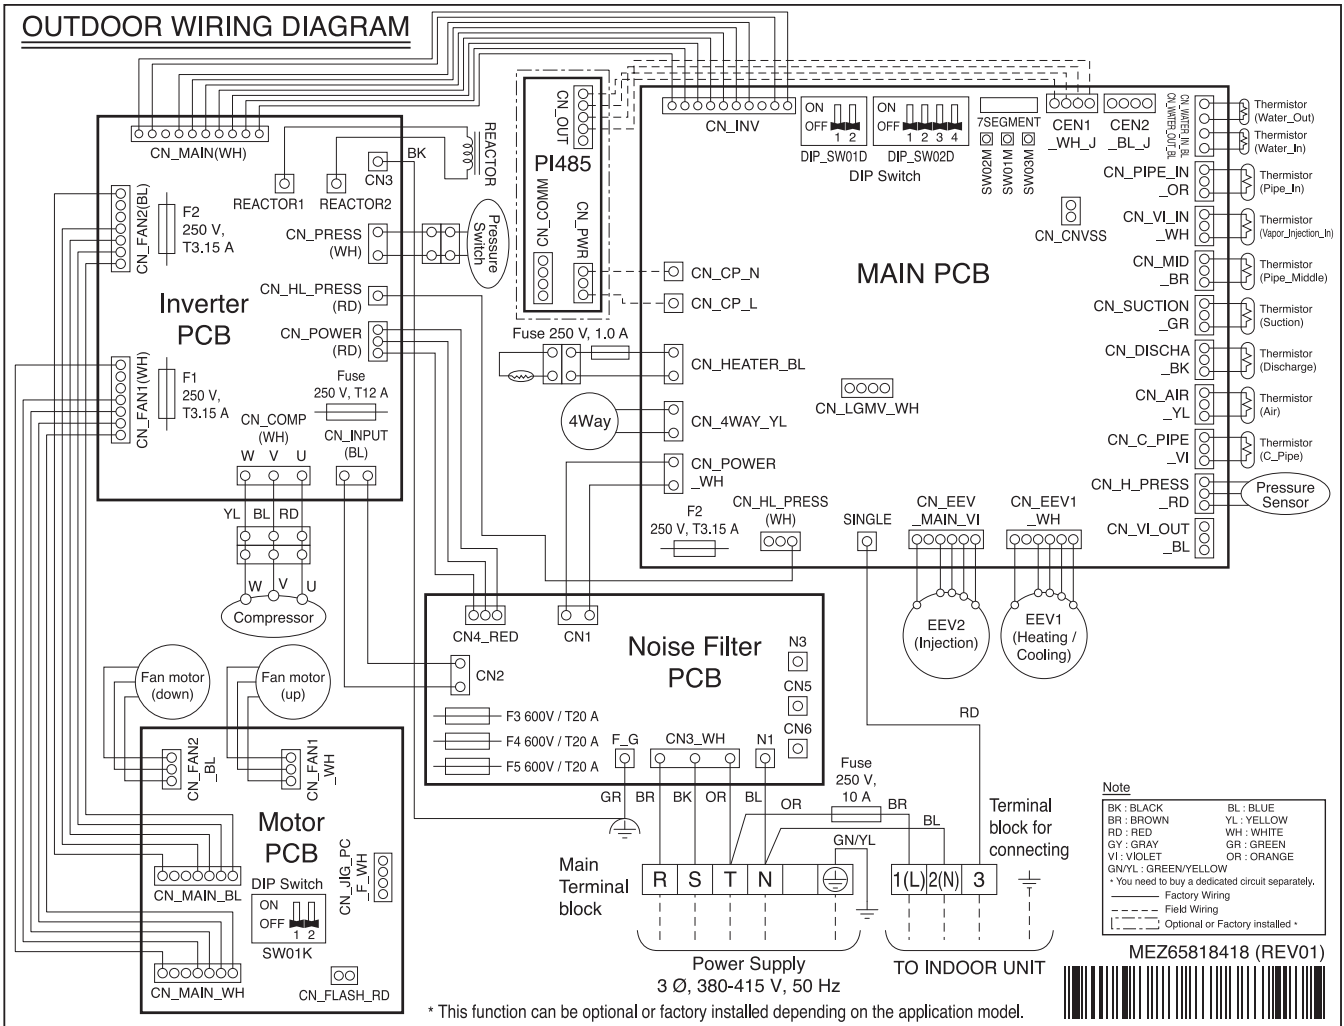 OUTDOOR WIRING DIAGRAM
CN_MAIN(WH)
REACTOR1
REACTOR2
CN3
BK
REACTOR
CN_FAN2(BL)
F2
250 V,
T3.15 A
CN_PRESS
(WH)
Pressure
Switch
CN_HL_PRESS
(RD)
Inverter
PCB
CN_POWER
(RD)
CN_FAN1(WH)
F1
250 V,
T3.15 A
Fuse
250 V, T12 A
CN_COMP
(WH)
W V U
CN_INPUT
(BL)
YL BL RD
W V U
Compressor
CN_OUT
PI485
CN_COMM
CN_PWR
Fuse 250 V, 1.0 A
4Way
CN_INV
ON
OFF
1 2
DIP_SW01D
ON
OFF
1 2 3 4
DIP_SW02D
DIP Switch
7SEGMENT
SW02M
SW01M
SW03M
CEN1
_WH_J
CEN2
_BL_J
CN_WATER_IN_BL
CN_WATER_OUT_BL
Thermistor
(Water_Out)
Thermistor
(Water_In)
CN_PIPE_IN
_OR
Thermistor
(Pipe_In)
CN_CNVSS
CN_VI_IN
_WH
Thermistor
(Vapor_Injection_In)
MAIN PCB
CN_CP_N
CN_CP_L
CN_MID
_BR
Thermistor
(Pipe_Middle)
CN_SUCTION
_GR
Thermistor
(Suction)
CN_HEATER_BL
CN_LGMV_WH
CN_DISCHA
_BK
Thermistor
(Discharge)
CN_4WAY_YL
CN_AIR
_YL
Thermistor
(Air)
CN_POWER
_WH
CN_C_PIPE
_VI
Thermistor
(C_Pipe)
CN_H_PRESS
_RD
Pressure
Sensor
F2
250 V, T3.15 A
CN_HL_PRESS
(WH)
SINGLE
CN_EEV
_MAIN_VI
CN_EEV1
_WH
CN_VI_OUT
_BL
EEV2
(Injection)
EEV1
(Heating /
Cooling)
CN4_RED
CN1
Noise Filter
PCB
N3
CN2
CN5
CN6
F3 600V / T20 A
F4 600V / T20 A
F5 600V / T20 A
F_G
CN3_WH
N1
GR BR BK OR BL
RD
Fuse
250 V,
10 A
OR
BR
BL
GN/YL
Fan motor
(down)
Fan motor
(up)
CN_FAN2
_BL
CN_FAN1
_WH
Motor
PCB
CN_MAIN_BL
DIP Switch
ON
OFF
1 2
SW01K
CN_JIG_PC
_F_WH
CN_MAIN_WH
CN_FLASH_RD
Main
Terminal
block
R S T N
1(L) 2(N) 3
Terminal
block for
connecting
Power Supply
3 Ø, 380-415 V, 50 Hz
TO INDOOR UNIT
* This function can be optional or factory installed depending on the application model.
Note
BK : BLACK BL : BLUE
BR : BROWN YL : YELLOW
RD : RED WH : WHITE
GY : GRAY GR : GREEN
VI : VIOLET OR : ORANGE
GN/YL : GREEN/YELLOW
* You need to buy a dedicated circuit separately.
Factory Wiring
Field Wiring
Optional or Factory installed *
MEZ65818418 (REV01)